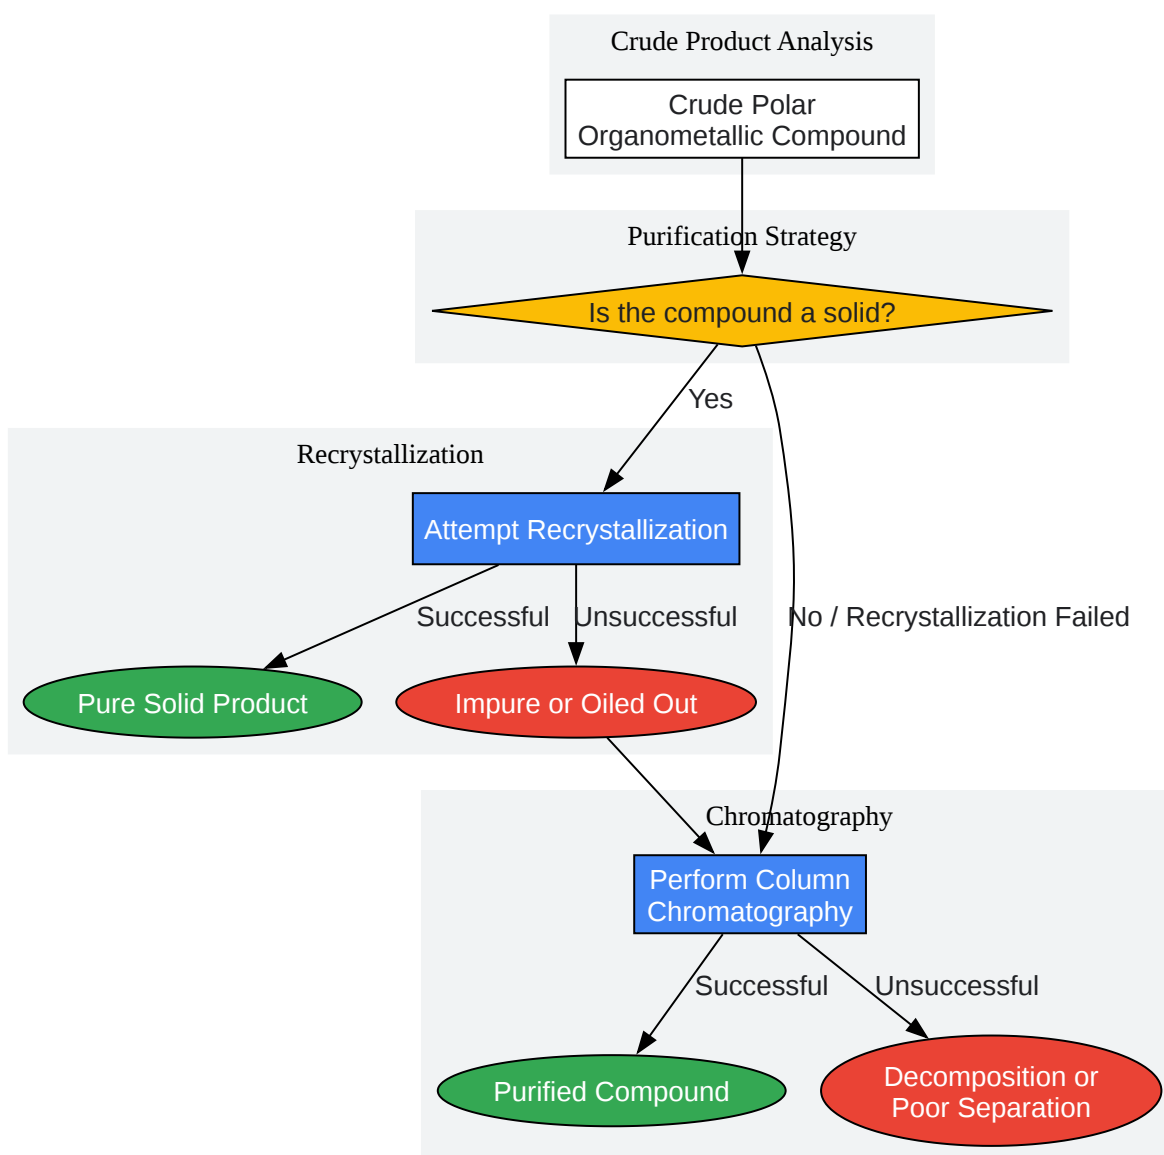 Crude Product Analysis
Crude Polar
Organometallic Compound
Purification Strategy
Is the compound a solid?
Yes
Recrystallization
Attempt Recrystallization
Successful
Unsuccessful
No / Recrystallization Failed
Pure Solid Product
Impure or Oiled Out
Chromatography
Perform Column
Chromatography
Successful
Unsuccessful
Purified Compound
Decomposition or
Poor Separation